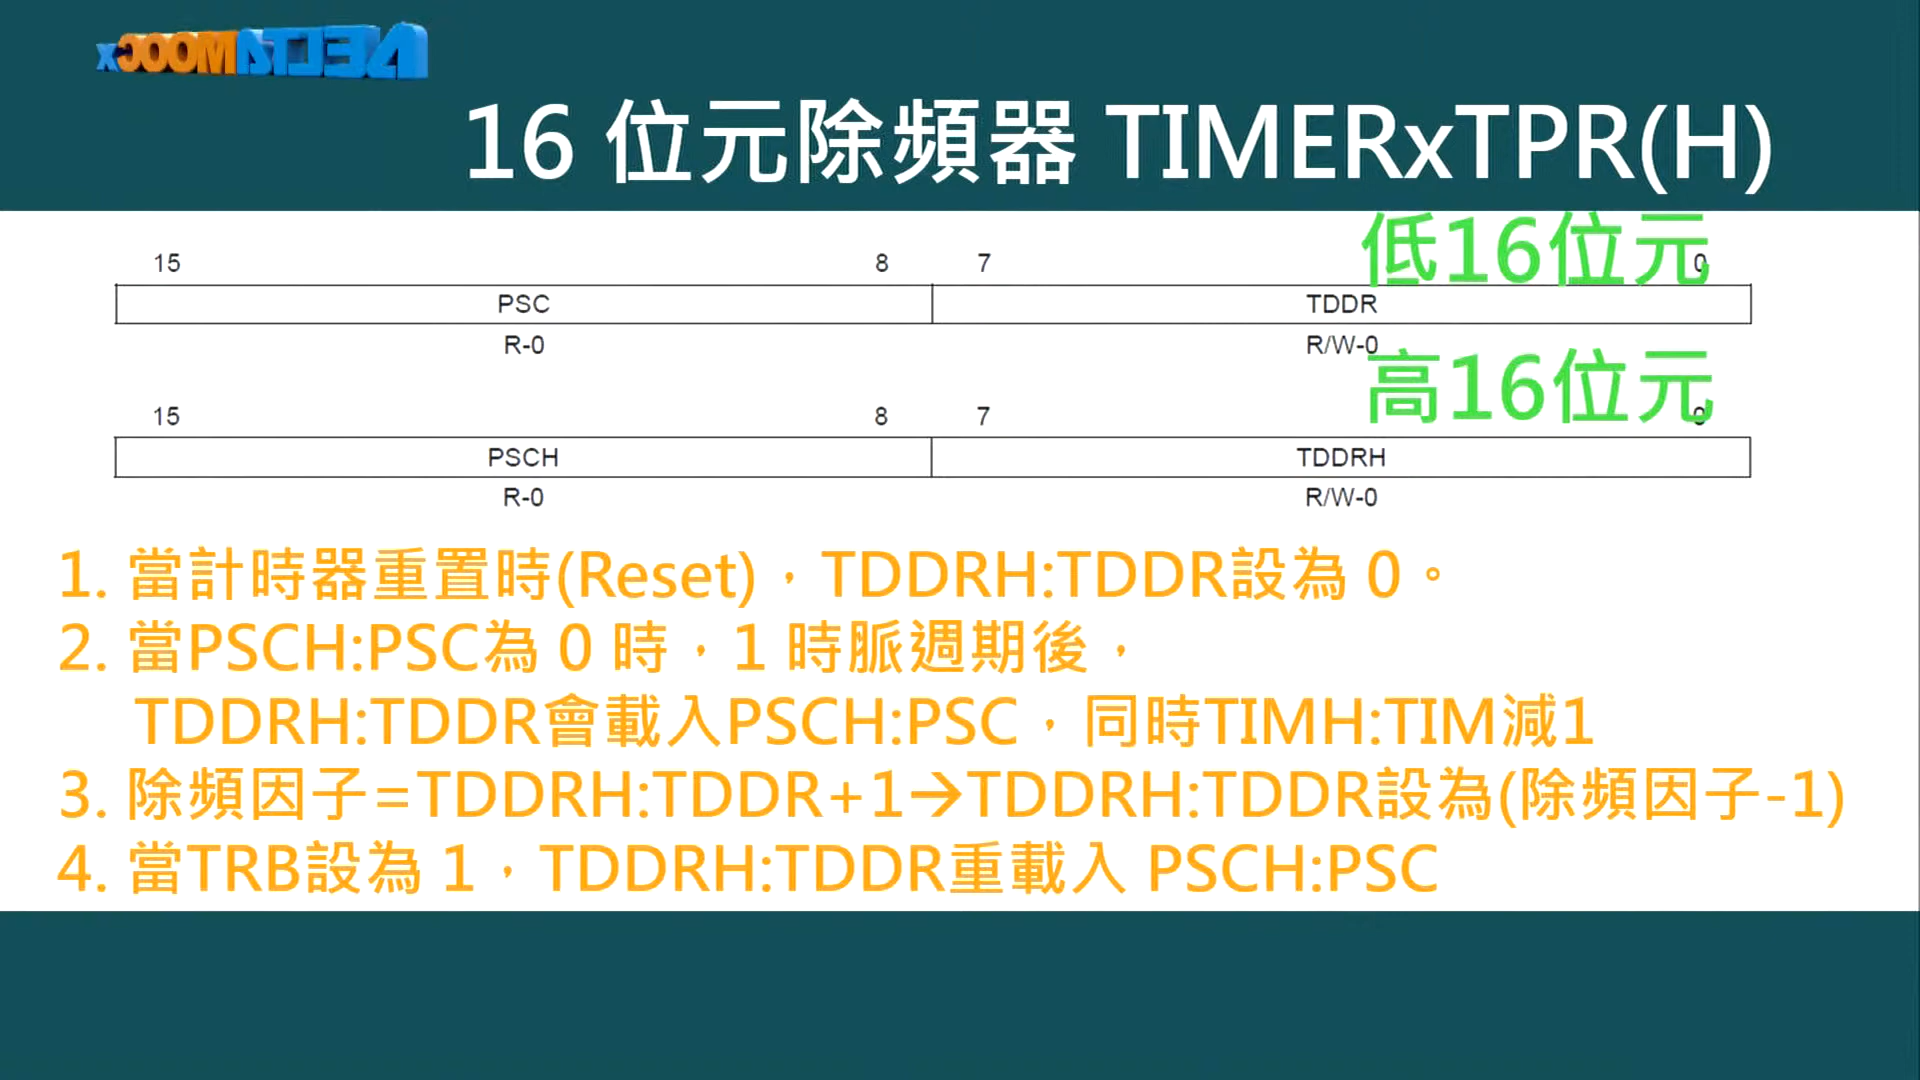 DELTAMOOCx
16 位元除頻器 TIMERxTPR(H)
低16位元
15 8 7 0
PSC TDDR
R-0 R/W-0
高16位元
15 8 7 0
PSCH TDDRH
R-0 R/W-0
1. 當計時器重置時(Reset)，TDDRH:TDDR設為 0。
2. 當PSCH:PSC為 0 時，1 時脈週期後，
TDDRH:TDDR會載入PSCH:PSC，同時TIMH:TIM減1
3. 除頻因子=TDDRH:TDDR+1→TDDRH:TDDR設為(除頻因子-1)
4. 當TRB設為 1，TDDRH:TDDR重載入 PSCH:PSC